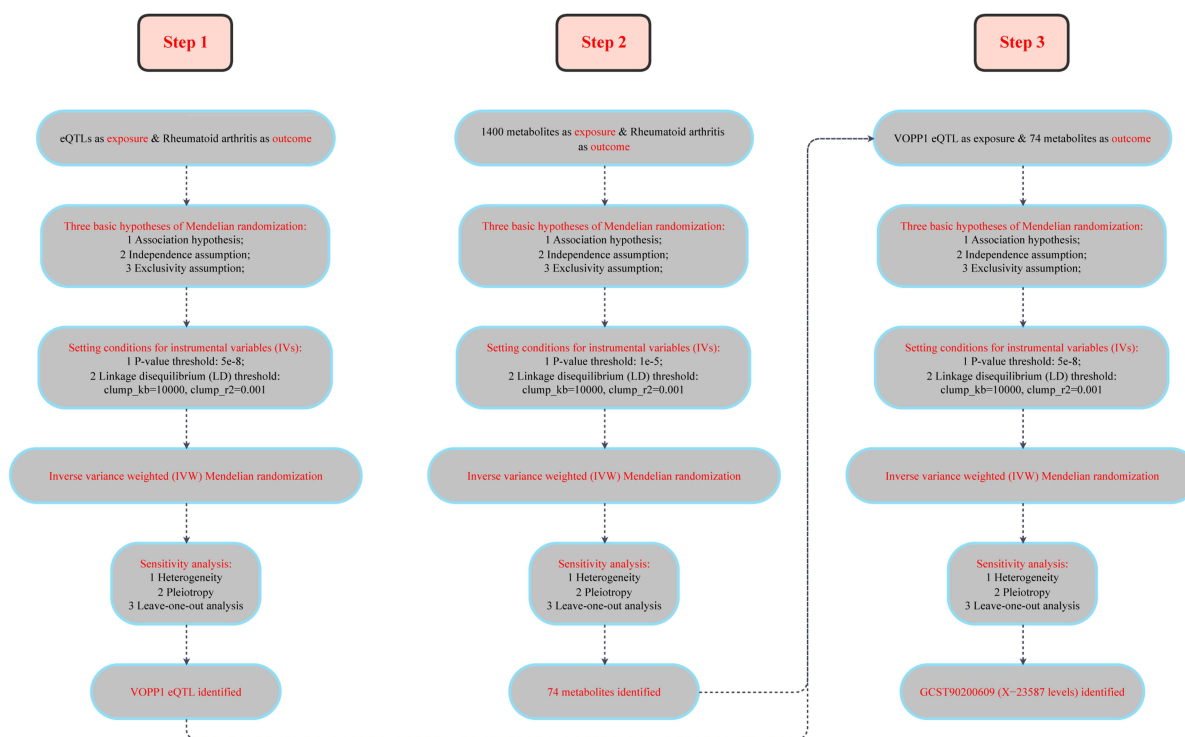 Step 1
eQTLs as exposure & Rheumatoid arthritis as outcome
Three basic hypotheses of Mendelian randomization:
1 Association hypothesis;
2 Independence assumption;
3 Exclusivity assumption;
Setting conditions for instrumental variables (IVs):
1 P-value threshold: 5e-8;
2 Linkage disequilibrium (LD) threshold:
clump_kb=10000, clump_r2=0.001
Inverse variance weighted (IVW) Mendelian randomization
Sensitivity analysis:
1 Heterogeneity
2 Pleiotropy
3 Leave-one-out analysis
VOPP1 eQTL identified
Step 2
1400 metabolites as exposure & Rheumatoid arthritis
as outcome
Three basic hypotheses of Mendelian randomization:
1 Association hypothesis;
2 Independence assumption;
3 Exclusivity assumption;
Setting conditions for instrumental variables (IVs):
1 P-value threshold: 1e-5;
2 Linkage disequilibrium (LD) threshold:
clump_kb=10000, clump_r2=0.001
Inverse variance weighted (IVW) Mendelian randomization
Sensitivity analysis:
1 Heterogeneity
2 Pleiotropy
3 Leave-one-out analysis
74 metabolites identified
Step 3
VOPP1 eQTL as exposure & 74 metabolites as outcome
Three basic hypotheses of Mendelian randomization:
1 Association hypothesis;
2 Independence assumption;
3 Exclusivity assumption;
Setting conditions for instrumental variables (IVs):
1 P-value threshold: 5e-8;
2 Linkage disequilibrium (LD) threshold:
clump_kb=10000, clump_r2=0.001
Inverse variance weighted (IVW) Mendelian randomization
Sensitivity analysis:
1 Heterogeneity
2 Pleiotropy
3 Leave-one-out analysis
GCST90200609 (X−23587 levels) identified